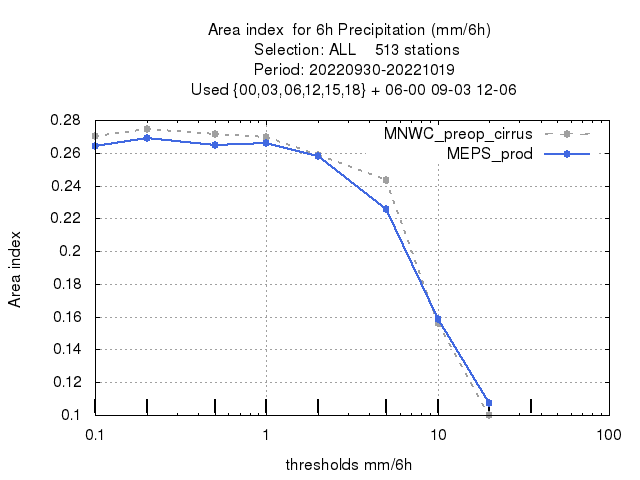 Area index  for 6h Precipitation (mm/6h)
Selection: ALL    513 stations
Period: 20220930-20221019
Used {00,03,06,12,15,18} + 06-00 09-03 12-06
MNWC_preop_cirrus
MEPS_prod
Area index
0.28
0.26
0.24
0.22
0.2
0.18
0.16
0.14
0.12
0.1
0.1 1 10 100
thresholds mm/6h